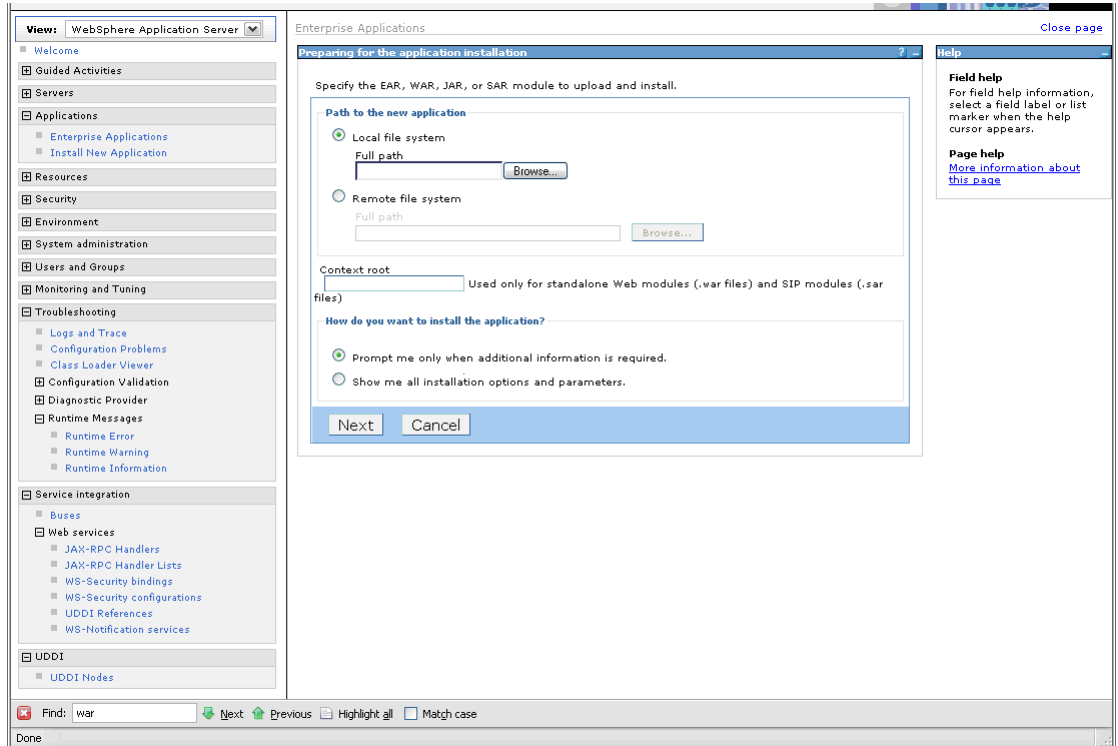 View: WebSphere Application Server
Welcome
Guided Activities
Servers
Applications
Enterprise Applications
Install New Application
Resources
Security
Environment
System administration
Users and Groups
Monitoring and Tuning
Troubleshooting
Logs and Trace
Configuration Problems
Class Loader Viewer
Configuration Validation
Diagnostic Provider
Runtime Messages
Runtime Error
Runtime Warning
Runtime Information
Service integration
Buses
Web services
JAX-RPC Handlers
JAX-RPC Handler Lists
WS-Security bindings
WS-Security configurations
UDDI References
WS-Notification services
UDDI
UDDI Nodes
Enterprise Applications
Close page
Preparing for the application installation ? _
Specify the EAR, WAR, JAR, or SAR module to upload and install.
Path to the new application
Local file system
Full path
Browse...
Remote file system
Full path
Browse...
Context root
Used only for standalone Web modules (.war files) and SIP modules (.sar
files)
How do you want to install the application?
Prompt me only when additional information is required.
Show me all installation options and parameters.
Next Cancel
Help _
Field help
For field help information,
select a field label or list
marker when the help
cursor appears.
Page help
More information about
this page
Find: war Next Previous Highlight all Match case
Done